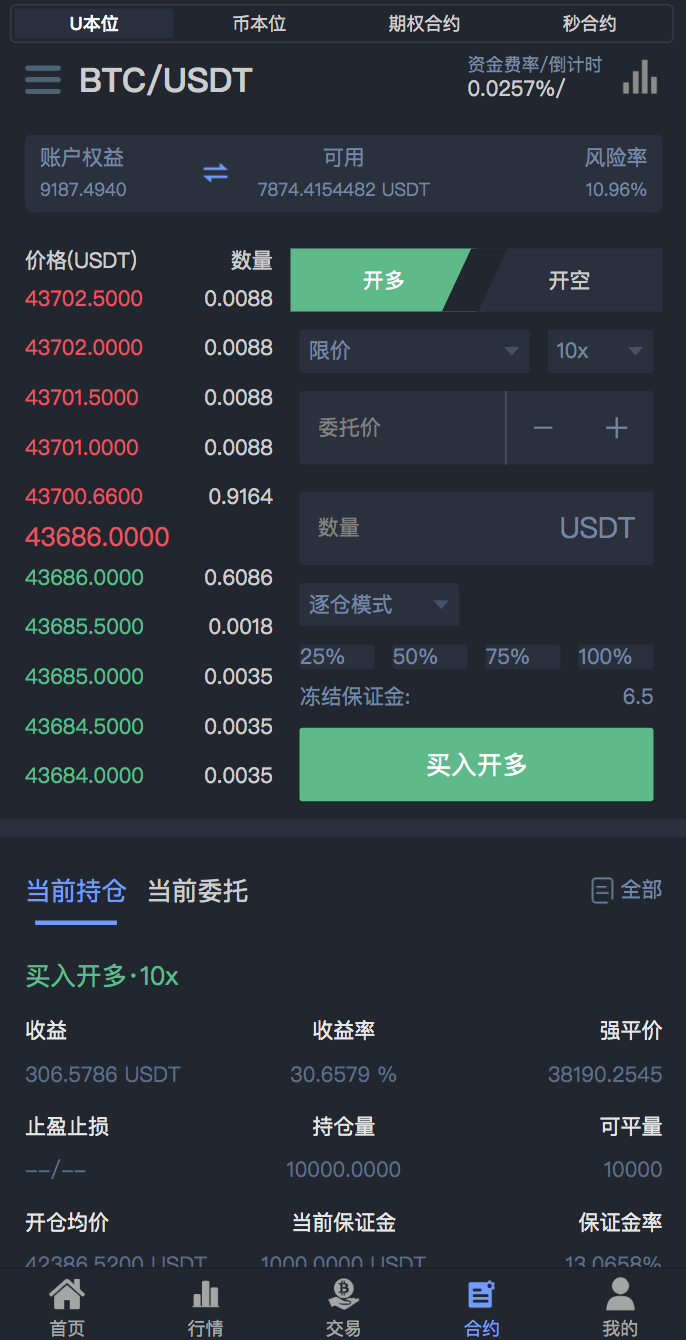 U本位 币本位 期权合约 秒合约
资金费率/倒计时
BTC/USDT 0.0257%/
账户权益 可用 风险率
9187.4940 7874.4154482 USDT 10.96%
价格(USDT) 数量 开多 开空
43702.5000 0.0088
43702.0000 0.0088 限价 10x
43701.5000 0.0088
委托价 − +
43701.0000 0.0088
43700.6600 0.9164
43686.0000 数量 USDT
43686.0000 0.6086
逐仓模式
43685.5000 0.0018
25% 50% 75% 100%
43685.0000 0.0035
冻结保证金: 6.5
43684.5000 0.0035
买入开多
43684.0000 0.0035
当前持仓 当前委托 全部
买入开多·10x
收益 收益率 强平价
306.5786 USDT 30.6579 % 38190.2545
止盈止损 持仓量 可平量
--/-- 10000.0000 10000
开仓均价 当前保证金 保证金率
42386.5200 USDT 1000.0000 USDT 13.0658%
首页 行情 交易 合约 我的